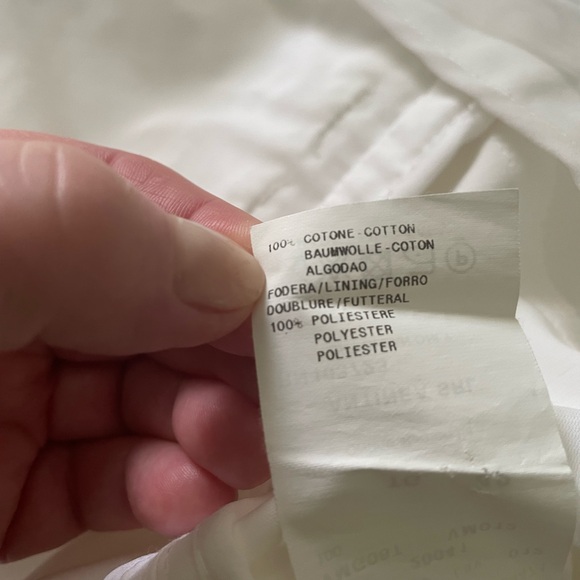 100% COTONE-COTTON
BAUMWOLLE-COTON
ALGODAO
FODERA/LINING/FORRO
DOUBLURE/FUTTERAL
100% POLIESTERE
POLYESTER
POLIESTER